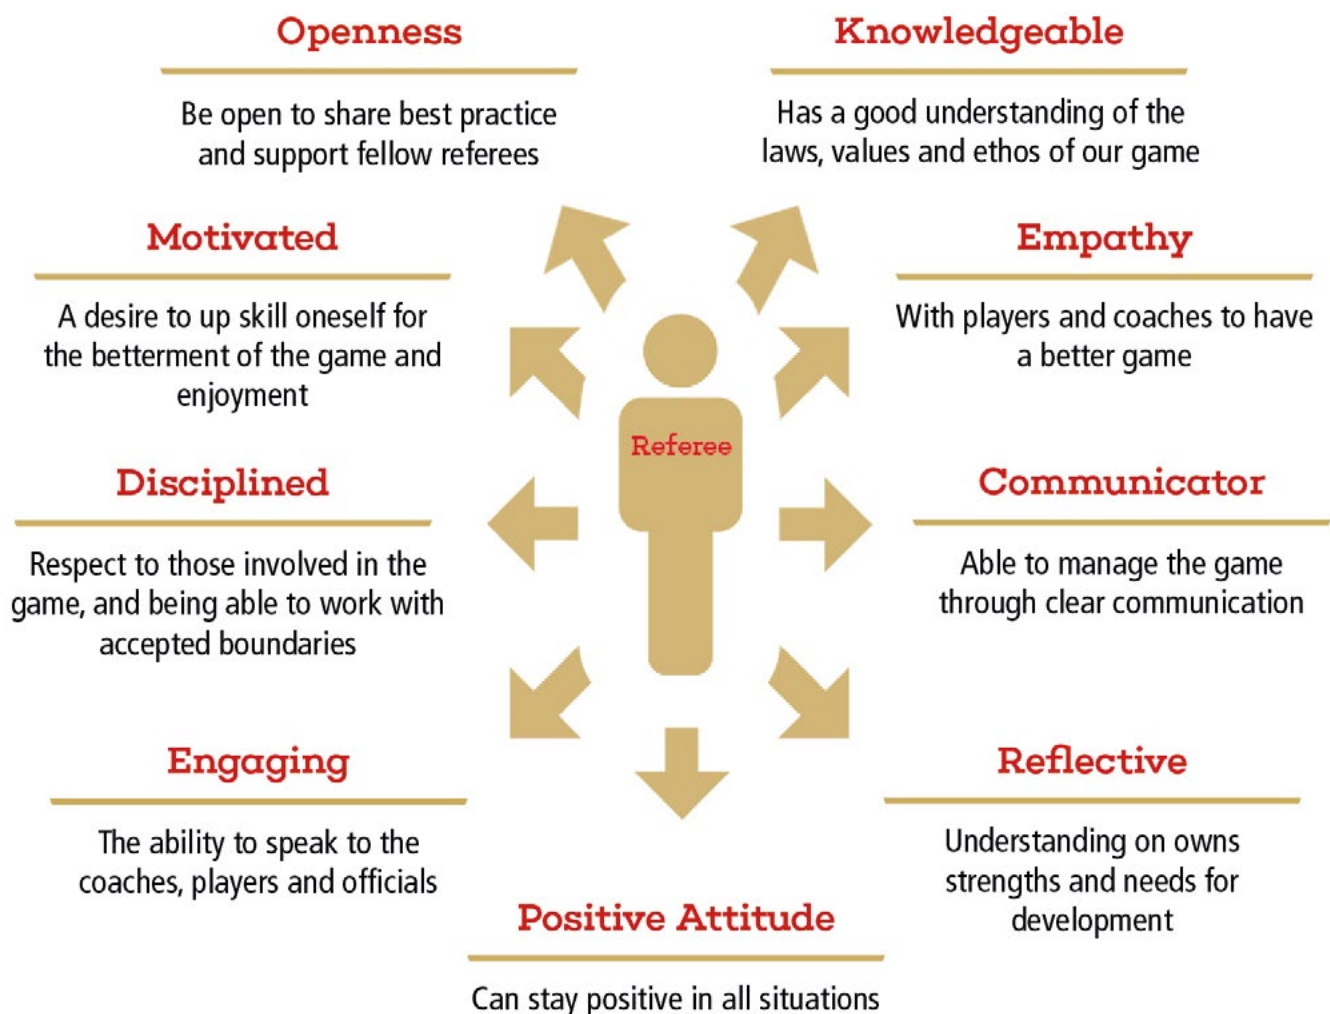 Openness
Be open to share best practice
and support fellow referees
Knowledgeable
Has a good understanding of the
laws, values and ethos of our game
Motivated
A desire to up skill oneself for
the betterment of the game and
enjoyment
Empathy
With players and coaches to have
a better game
Referee
Disciplined
Respect to those involved in the
game, and being able to work with
accepted boundaries
Communicator
Able to manage the game
through clear communication
Engaging
The ability to speak to the
coaches, players and officials
Reflective
Understanding on owns
strengths and needs for
development
Positive Attitude
Can stay positive in all situations